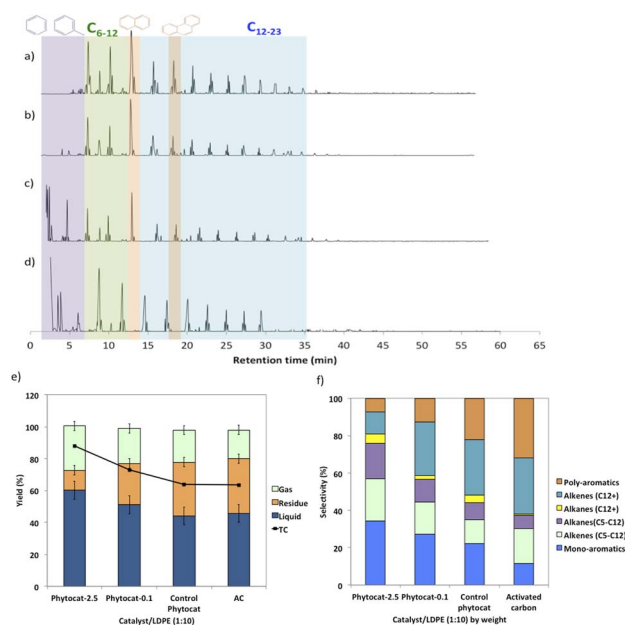 C6-12
C12-23
a)
b)
c)
d)
0 5 10 15 20 25 30 35 40 45 50 55 60 65
Retention time (min)
e)
120
100
80
60
40
20
0
Yield (%)
Gas
Residue
Liquid
TC
Phytocat-2.5 Phytocat-0.1 Control Phytocat AC
Catalyst/LDPE (1:10)
f)
100
80
60
40
20
0
Selectivity (%)
Poly-aromatics
Alkenes (C12+)
Alkenes (C12+)
Alkenes(C5-C12)
Alkenes (C5-C12)
Mono-aromatics
Phytocat-2.5 Phytocat-0.1 Control phytocat Activated carbon
Catalyst/LDPE (1:10) by weight